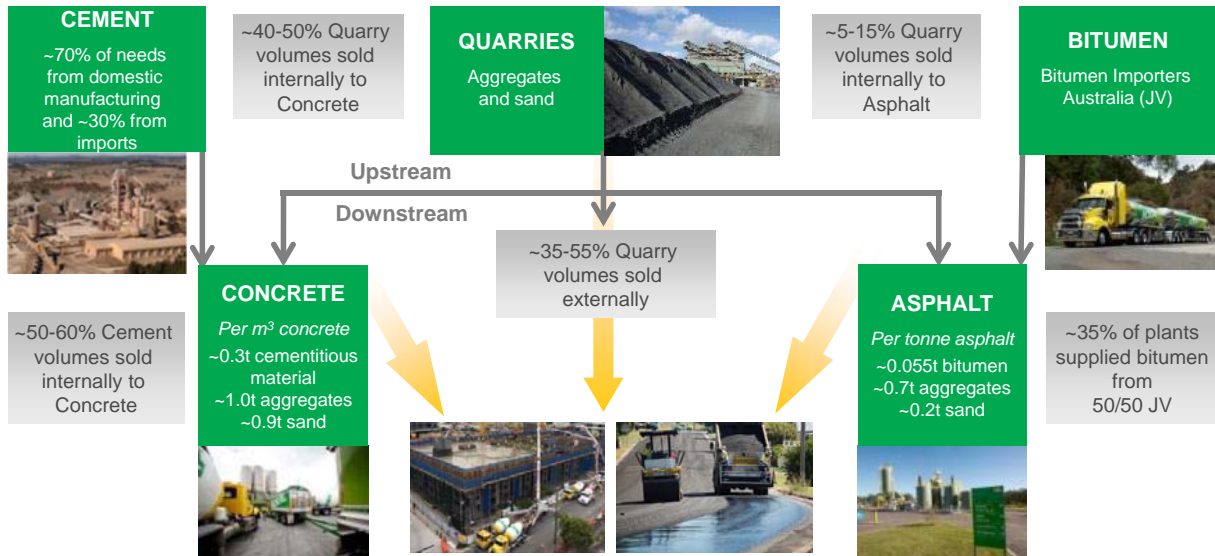 CEMENT
~70% of needs
from domestic
manufacturing
and ~30% from
imports
~40-50% Quarry
volumes sold
internally to
Concrete
QUARRIES
Aggregates
and sand
~5-15% Quarry
volumes sold
internally to
Asphalt
BITUMEN
Bitumen Importers
Australia (JV)
Upstream
Downstream
~50-60% Cement
volumes sold
internally to
Concrete
CONCRETE
Per m³ concrete
~0.3t cementitious
material
~1.0t aggregates
~0.9t sand
~35-55% Quarry
volumes sold
externally
ASPHALT
Per tonne asphalt
~0.055t bitumen
~0.7t aggregates
~0.2t sand
~35% of plants
supplied bitumen
from
50/50 JV